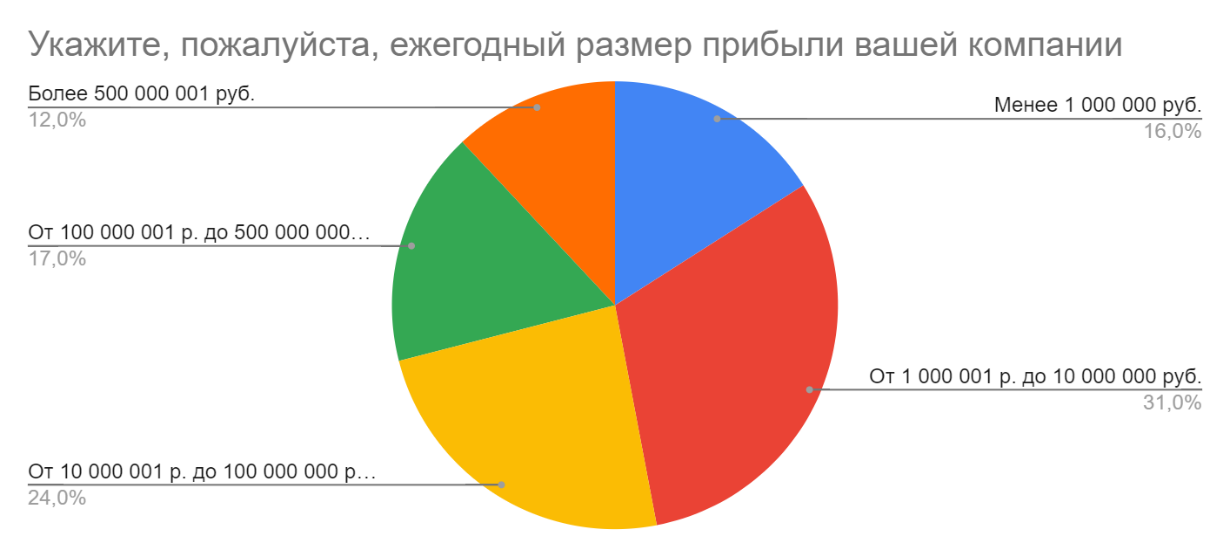 Укажите, пожалуйста, ежегодный размер прибыли вашей компании
Более 500 000 001 руб.
12,0%
Менее 1 000 000 руб.
16,0%
От 100 000 001 р. до 500 000 000…
17,0%
От 1 000 001 р. до 10 000 000 руб.
31,0%
От 10 000 001 р. до 100 000 000 р…
24,0%